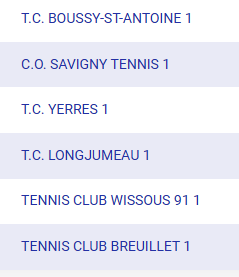 T.C. BOUSSY-ST-ANTOINE 1
C.O. SAVIGNY TENNIS 1
T.C. YERRES 1
T.C. LONGJUMEAU 1
TENNIS CLUB WISSOUS 91 1
TENNIS CLUB BREUILLET 1